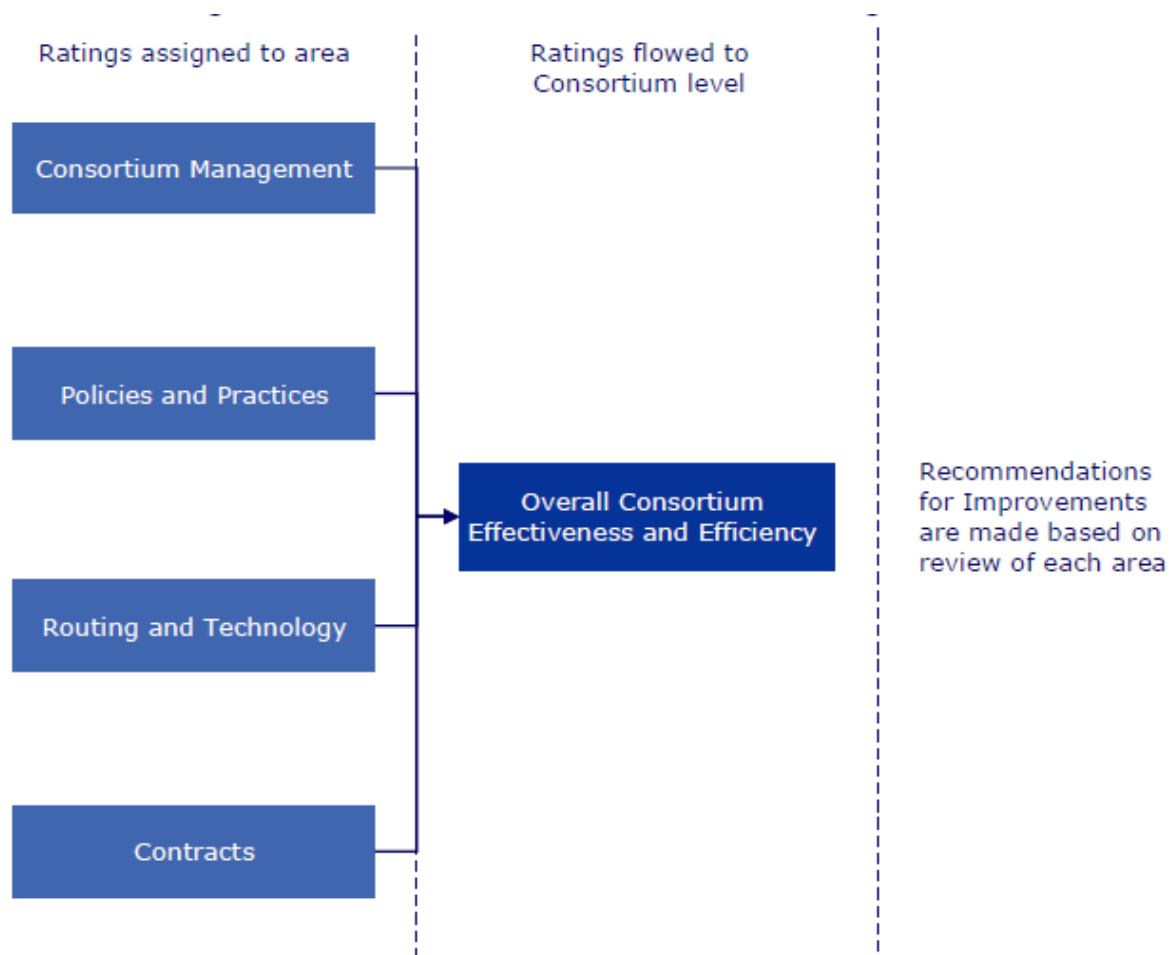 Ratings assigned to area
Ratings flowed to
Consortium level
Consortium Management
Policies and Practices
Overall Consortium
Effectiveness and Efficiency
Routing and Technology
Contracts
Recommendations
for Improvements
are made based on
review of each area